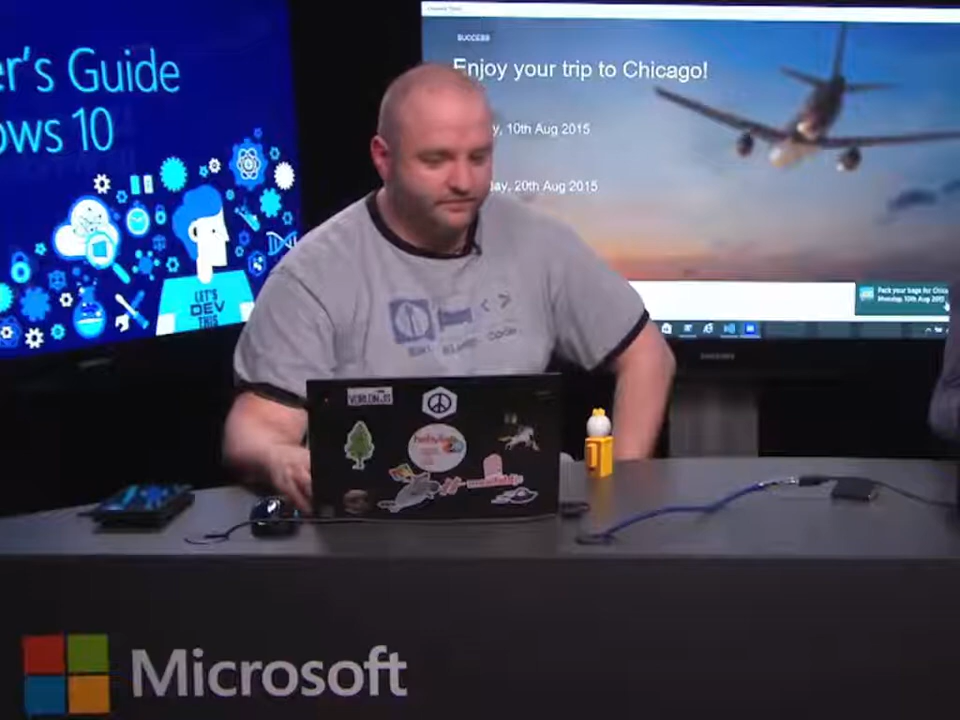 er's Guide
ows 10
LET'S
DEV
THIS
SUCCESS
Enjoy your trip to Chicago!
y, 10th Aug 2015
day, 20th Aug 2015
Pack your bags for Chica
Monday, 10th Aug 2015
VORLON.JS
Microsoft